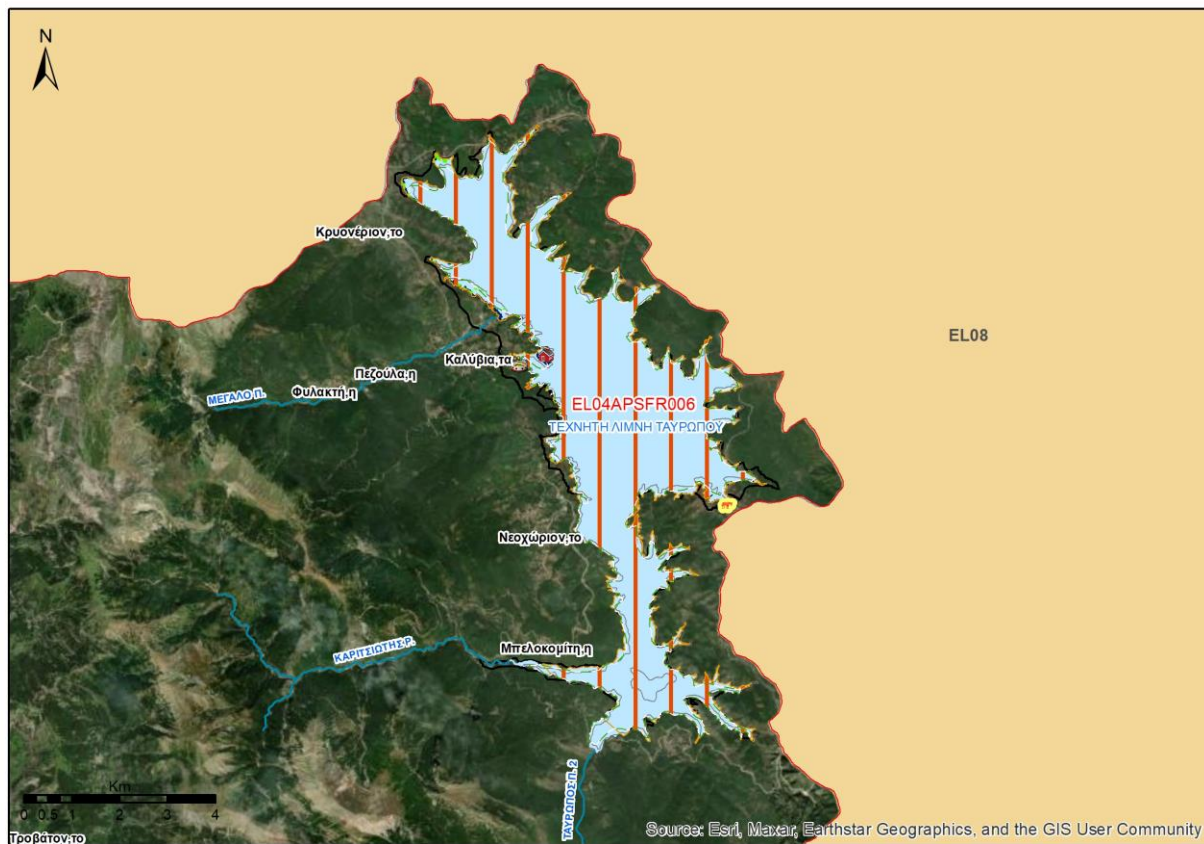 N
Κρυονέριον,το
EL08
Καλύβια,τα
Πεζούλα,η
Φυλακτή,η
ΜΕΓΑΛΟ Π.
EL04APSFR006
ΤΕΧΝΗΤΗ ΛΙΜΝΗ ΤΑΥΡΩΠΟΥ
Νεοχώριον,το
Μπελοκομίτη,η
ΚΑΡΙΤΣΙΩΤΗΣ Ρ.
ΤΑΥΡΩΠΟΣ Π. 2
Km
0 0.5 1 2 3 4
Τροβάτον,το
Source: Esri, Maxar, Earthstar Geographics, and the GIS User Community